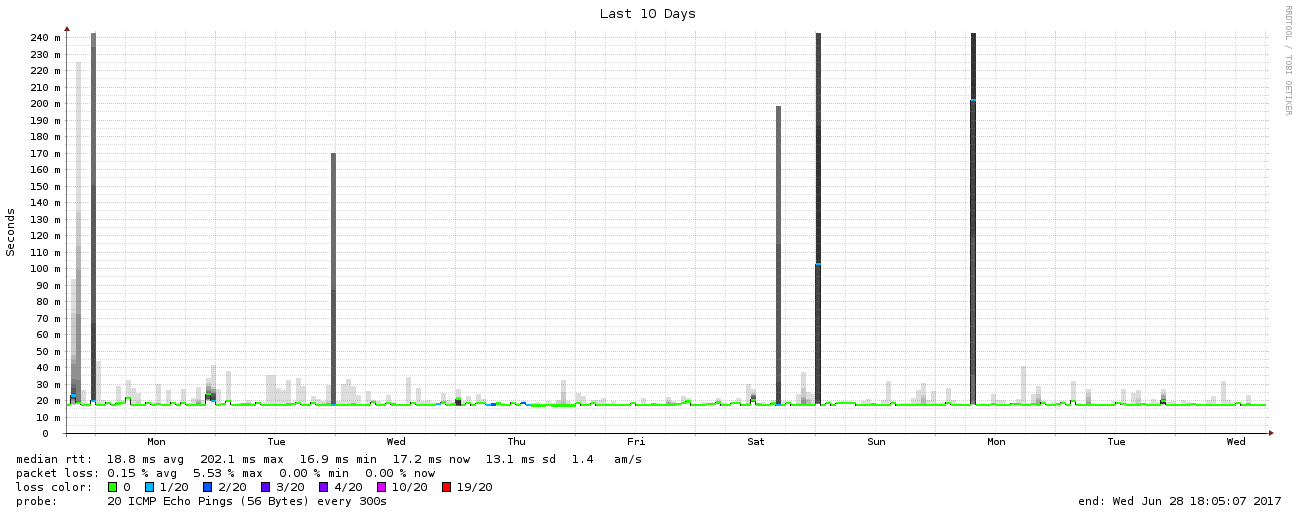 Last 10 Days
RRDTOOL / TOBI OETIKER
Seconds
240 m
230 m
220 m
210 m
200 m
190 m
180 m
170 m
160 m
150 m
140 m
130 m
120 m
110 m
100 m
90 m
80 m
70 m
60 m
50 m
40 m
30 m
20 m
10 m
0
Mon Tue Wed Thu Fri Sat Sun Mon Tue Wed
median rtt: 18.8 ms avg 202.1 ms max 16.9 ms min 17.2 ms now 13.1 ms sd 1.4 am/s
packet loss: 0.15 % avg 5.53 % max 0.00 % min 0.00 % now
loss color: 0 1/20 2/20 3/20 4/20 10/20 19/20
probe: 20 ICMP Echo Pings (56 Bytes) every 300s end: Wed Jun 28 18:05:07 2017